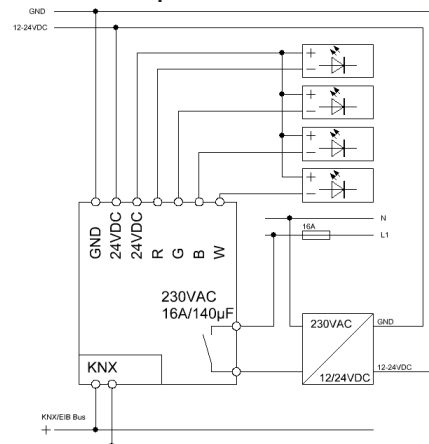 GND
12-24VDC
+
−
+
−
+
−
+
−
GND
24VDC
24VDC
R
G
B
W
N
16A
L1
230VAC
16A/140µF
230VAC
GND
12-24VDC
12/24VDC
KNX
KNX/EIB Bus
+